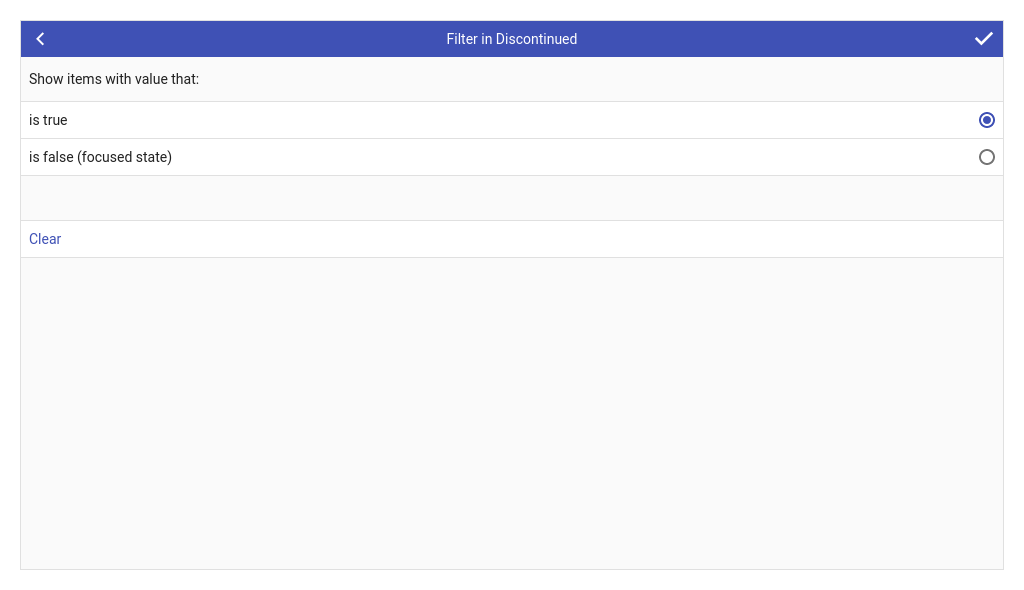 Filter in Discontinued
Show items with value that:
is true
is false (focused state)
Clear